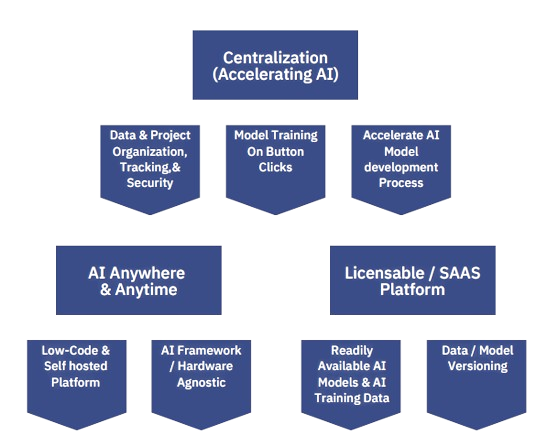 Centralization
(Accelerating AI)
Data & Project
Organization,
Tracking,&
Security
Model Training
On Button
Clicks
Accelerate AI
Model
development
Process
AI Anywhere
& Anytime
Licensable / SAAS
Platform
Low-Code &
Self hosted
Platform
AI Framework
/ Hardware
Agnostic
Readily
Available AI
Models & AI
Training Data
Data / Model
Versioning